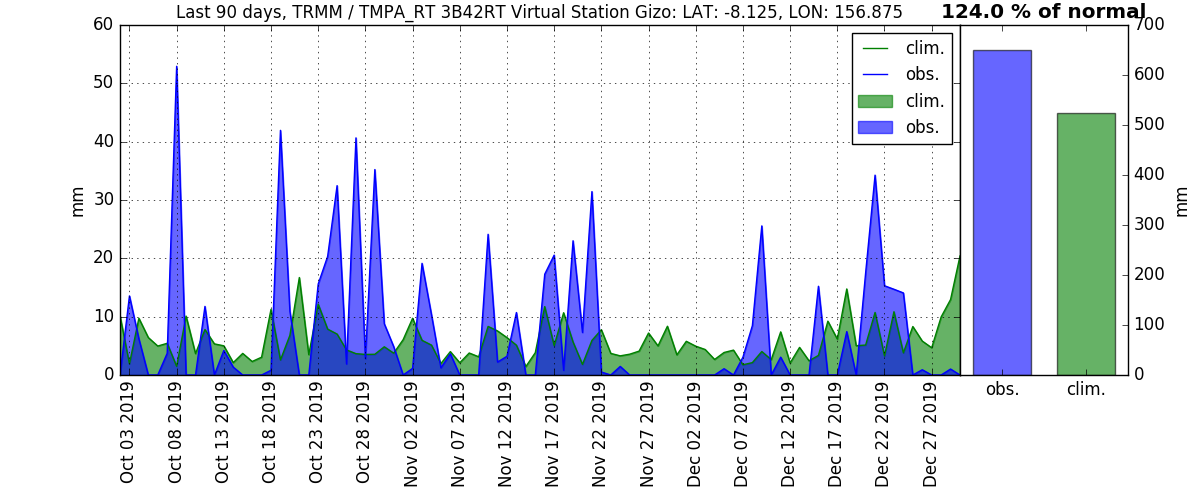 Last 90 days, TRMM / TMPA_RT 3B42RT Virtual Station Gizo: LAT: -8.125, LON: 156.875
124.0 % of normal
60
50
40
30
20
10
0
mm
clim.
obs.
clim.
obs.
Oct 03 2019
Oct 08 2019
Oct 13 2019
Oct 18 2019
Oct 23 2019
Oct 28 2019
Nov 02 2019
Nov 07 2019
Nov 12 2019
Nov 17 2019
Nov 22 2019
Nov 27 2019
Dec 02 2019
Dec 07 2019
Dec 12 2019
Dec 17 2019
Dec 22 2019
Dec 27 2019
700
600
500
400
300
200
100
0
mm
obs.
clim.